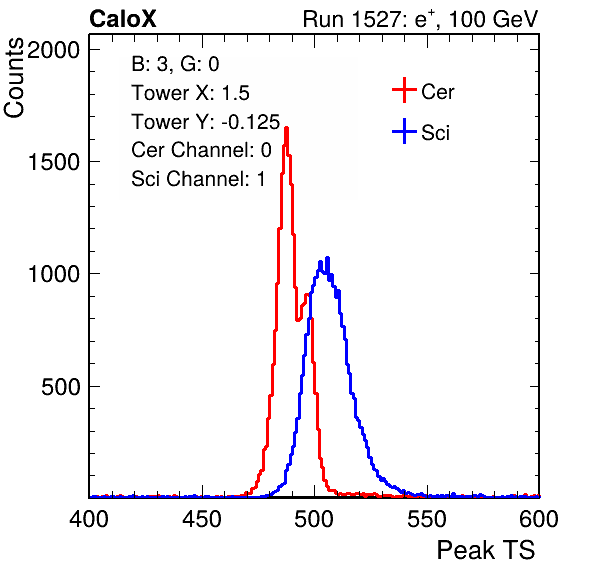 CaloX
Run 1527: e+, 100 GeV
Counts
2000
1500
1000
500
B: 3, G: 0
Tower X: 1.5
Tower Y: -0.125
Cer Channel: 0
Sci Channel: 1
Cer
Sci
400 450 500 550 600
Peak TS